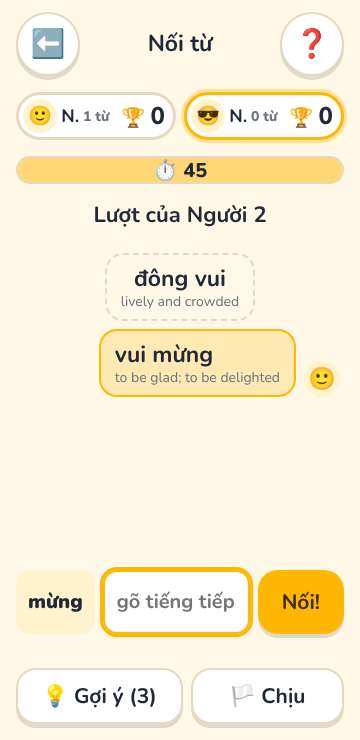 Nối từ
N. 1 từ 🏆 0
N. 0 từ 🏆 0
⏱️ 45
Lượt của Người 2
đông vui
lively and crowded
vui mừng
to be glad; to be delighted
mừng
gõ tiếng tiếp
Nối!
💡 Gợi ý (3)
🏳️ Chịu